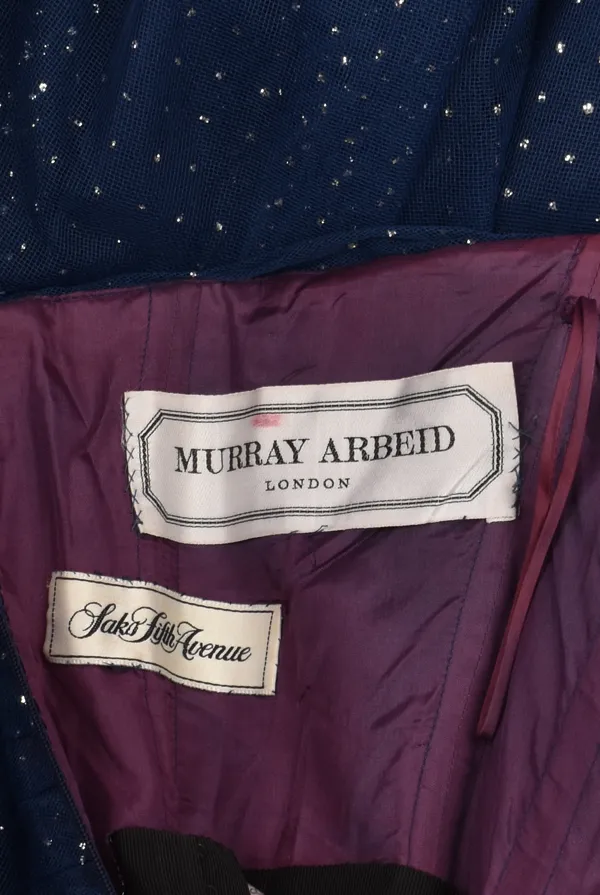 MURRAY ARBEID
LONDON
Saks Fifth Avenue